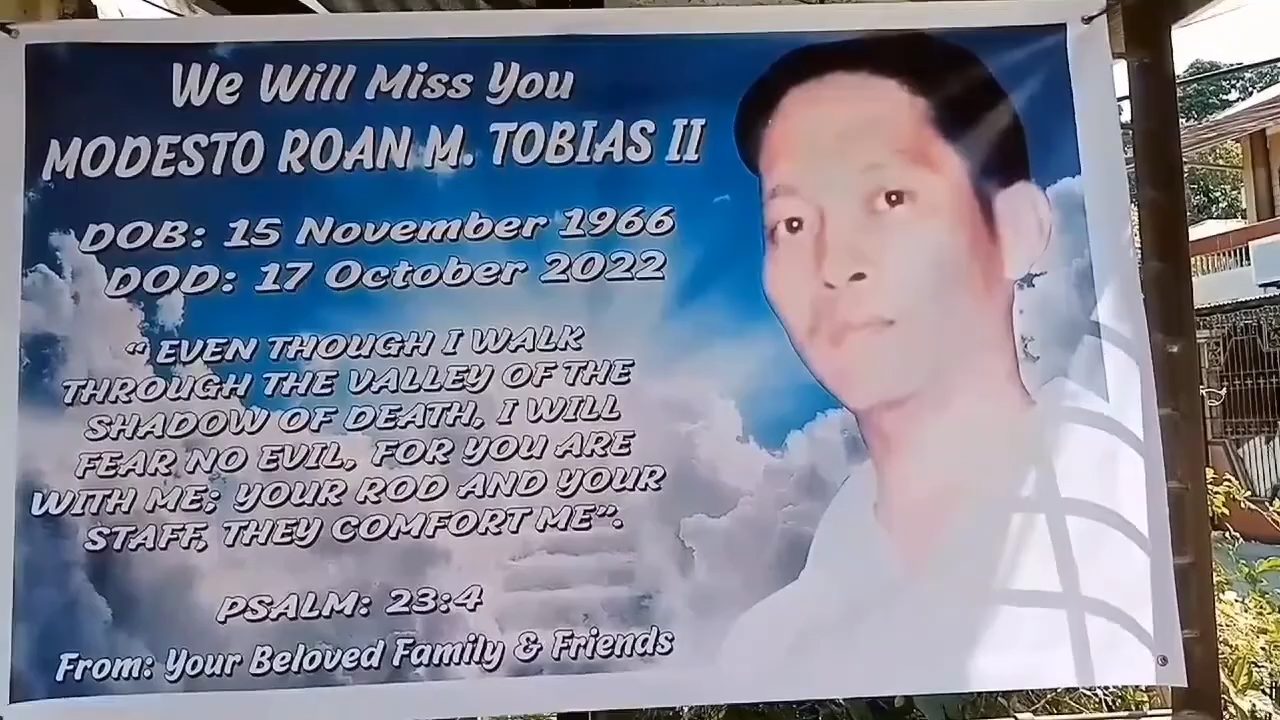 We Will Miss You
MODESTO ROAN M. TOBIAS II
DOB: 15 November 1966
DOD: 17 October 2022
“ EVEN THOUGH I WALK
THROUGH THE VALLEY OF THE
SHADOW OF DEATH, I WILL
FEAR NO EVIL, FOR YOU ARE
WITH ME; YOUR ROD AND YOUR
STAFF, THEY COMFORT ME”.
PSALM: 23:4
From: Your Beloved Family & Friends